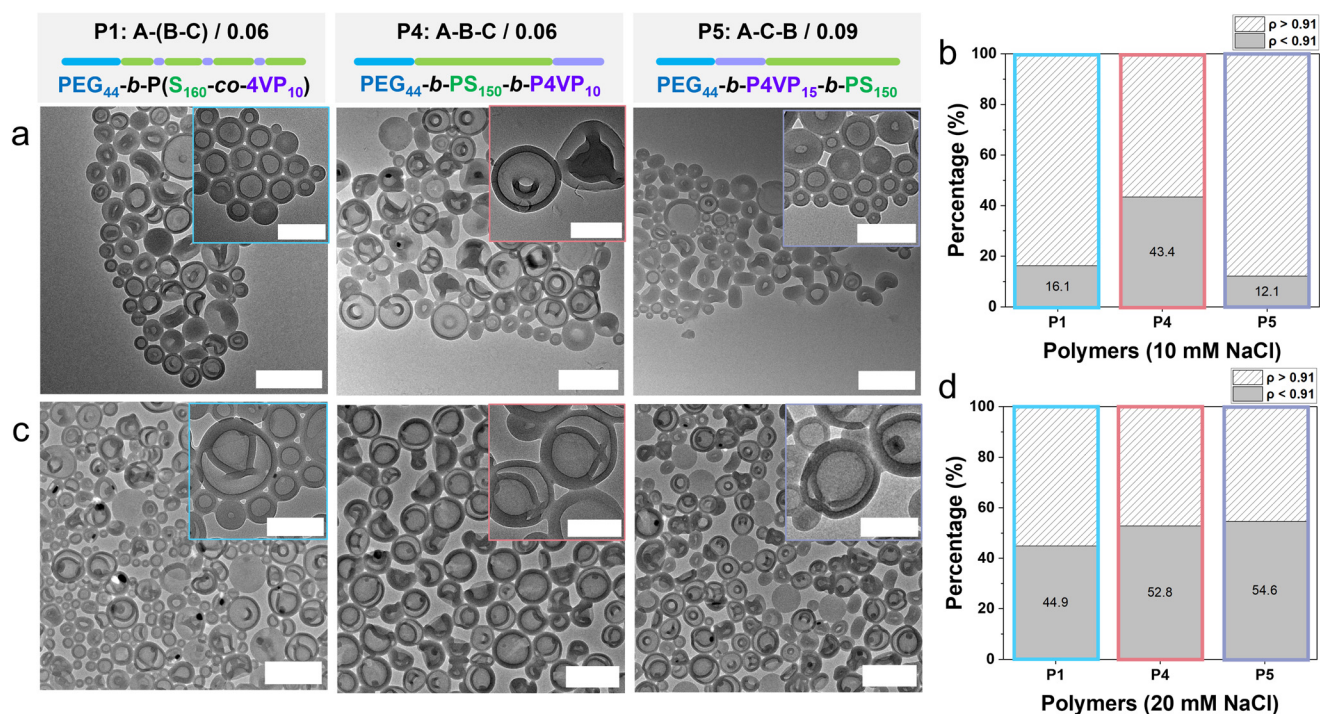 P1: A-(B-C) / 0.06
PEG44-b-P(S160-co-4VP10)
P4: A-B-C / 0.06
PEG44-b-PS150-b-P4VP10
P5: A-C-B / 0.09
PEG44-b-P4VP15-b-PS150
a
c
b
ρ > 0.91
ρ < 0.91
Percentage (%)
100
80
60
40
20
0
16.1
43.4
12.1
P1
P4
P5
Polymers (10 mM NaCl)
d
ρ > 0.91
ρ < 0.91
Percentage (%)
100
80
60
40
20
0
44.9
52.8
54.6
P1
P4
P5
Polymers (20 mM NaCl)